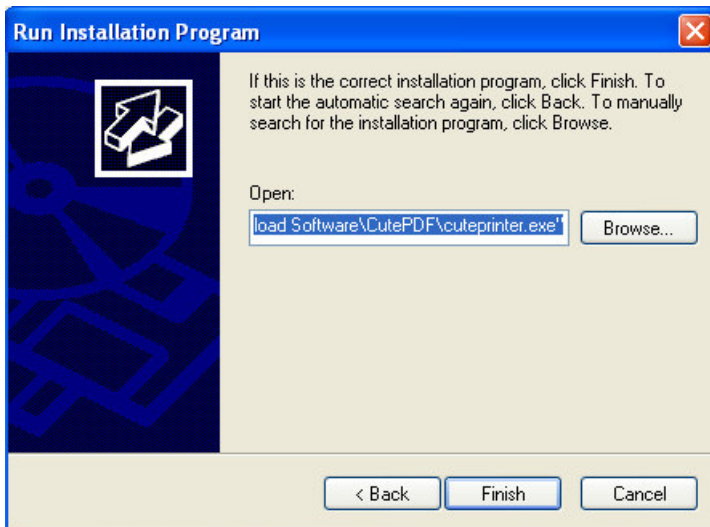 Run Installation Program
If this is the correct installation program, click Finish. To
start the automatic search again, click Back. To manually
search for the installation program, click Browse.
Open:
load Software\CutePDF\cuteprinter.exe"
Browse...
< Back
Finish
Cancel